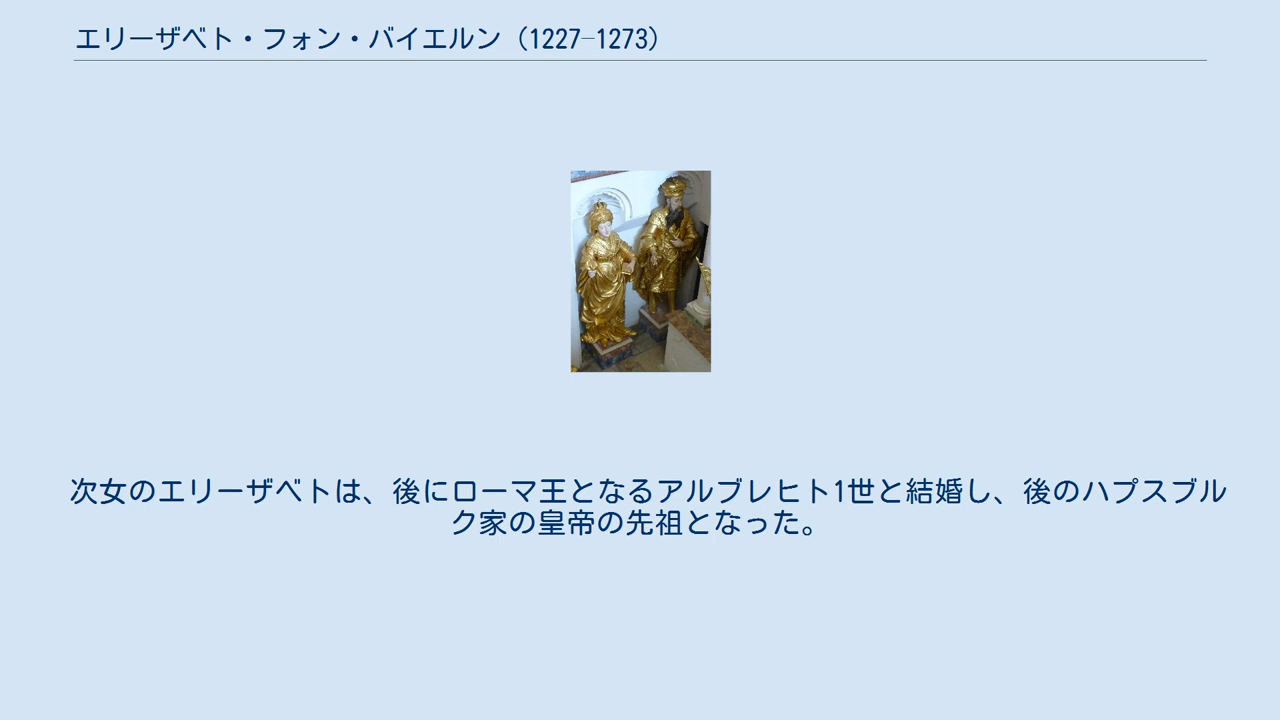 エリーザベト・フォン・バイエルン（1227–1273）
次女のエリーザベトは、後にローマ王となるアルブレヒト1世と結婚し、後のハプスブル
ク家の皇帝の先祖となった。